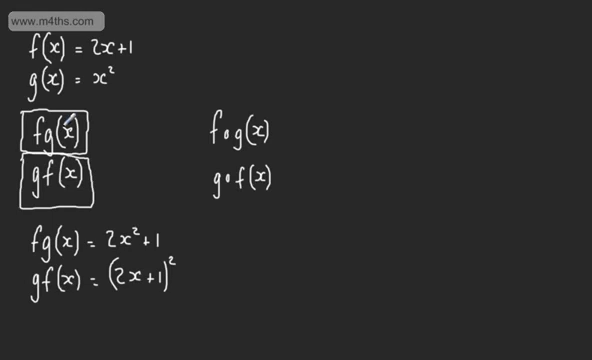 www.m4ths.com
f(x) = 2x+1
g(x) = x²
fg(x) f∘g(x)
gf(x) g∘f(x)
fg(x) = 2x²+1
gf(x) = (2x+1)²